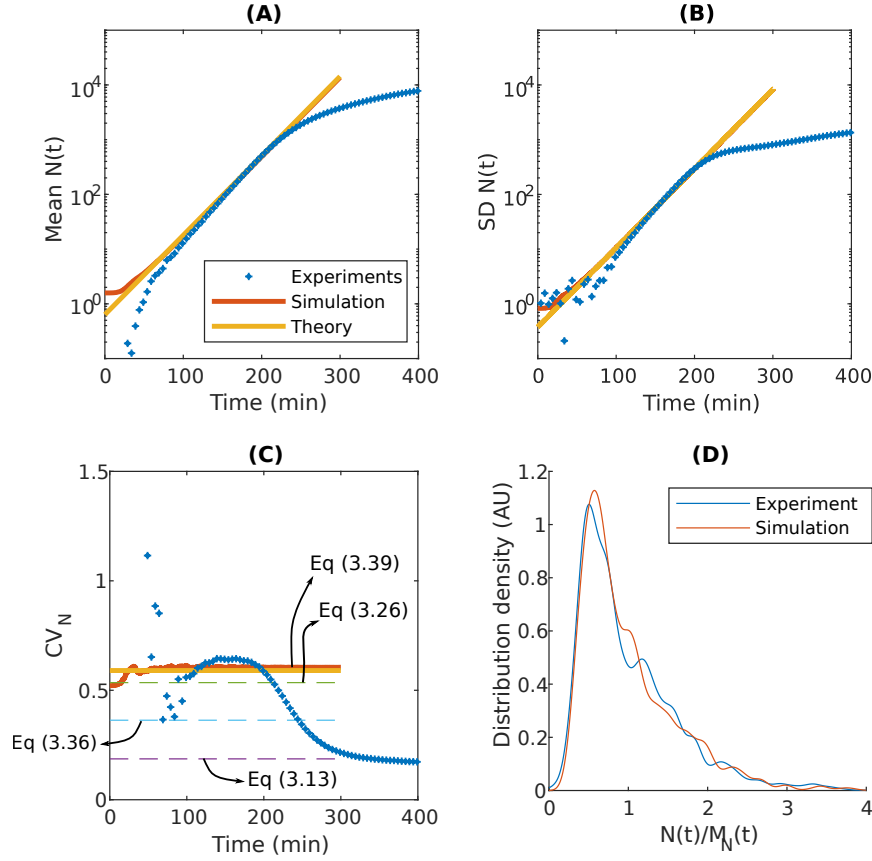 (A)
Mean N(t)
10^4
10^2
10^0
0
100
200
300
400
Time (min)
Experiments
Simulation
Theory
(B)
SD N(t)
10^4
10^2
10^0
0
100
200
300
400
Time (min)
(C)
CV_N
1.5
1
0.5
0
0
100
200
300
400
Time (min)
Eq (3.39)
Eq (3.26)
Eq (3.36)
Eq (3.13)
(D)
Distribution density (AU)
1.2
1
0.8
0.6
0.4
0.2
0
0
1
2
3
4
N(t)/M_N(t)
Experiment
Simulation